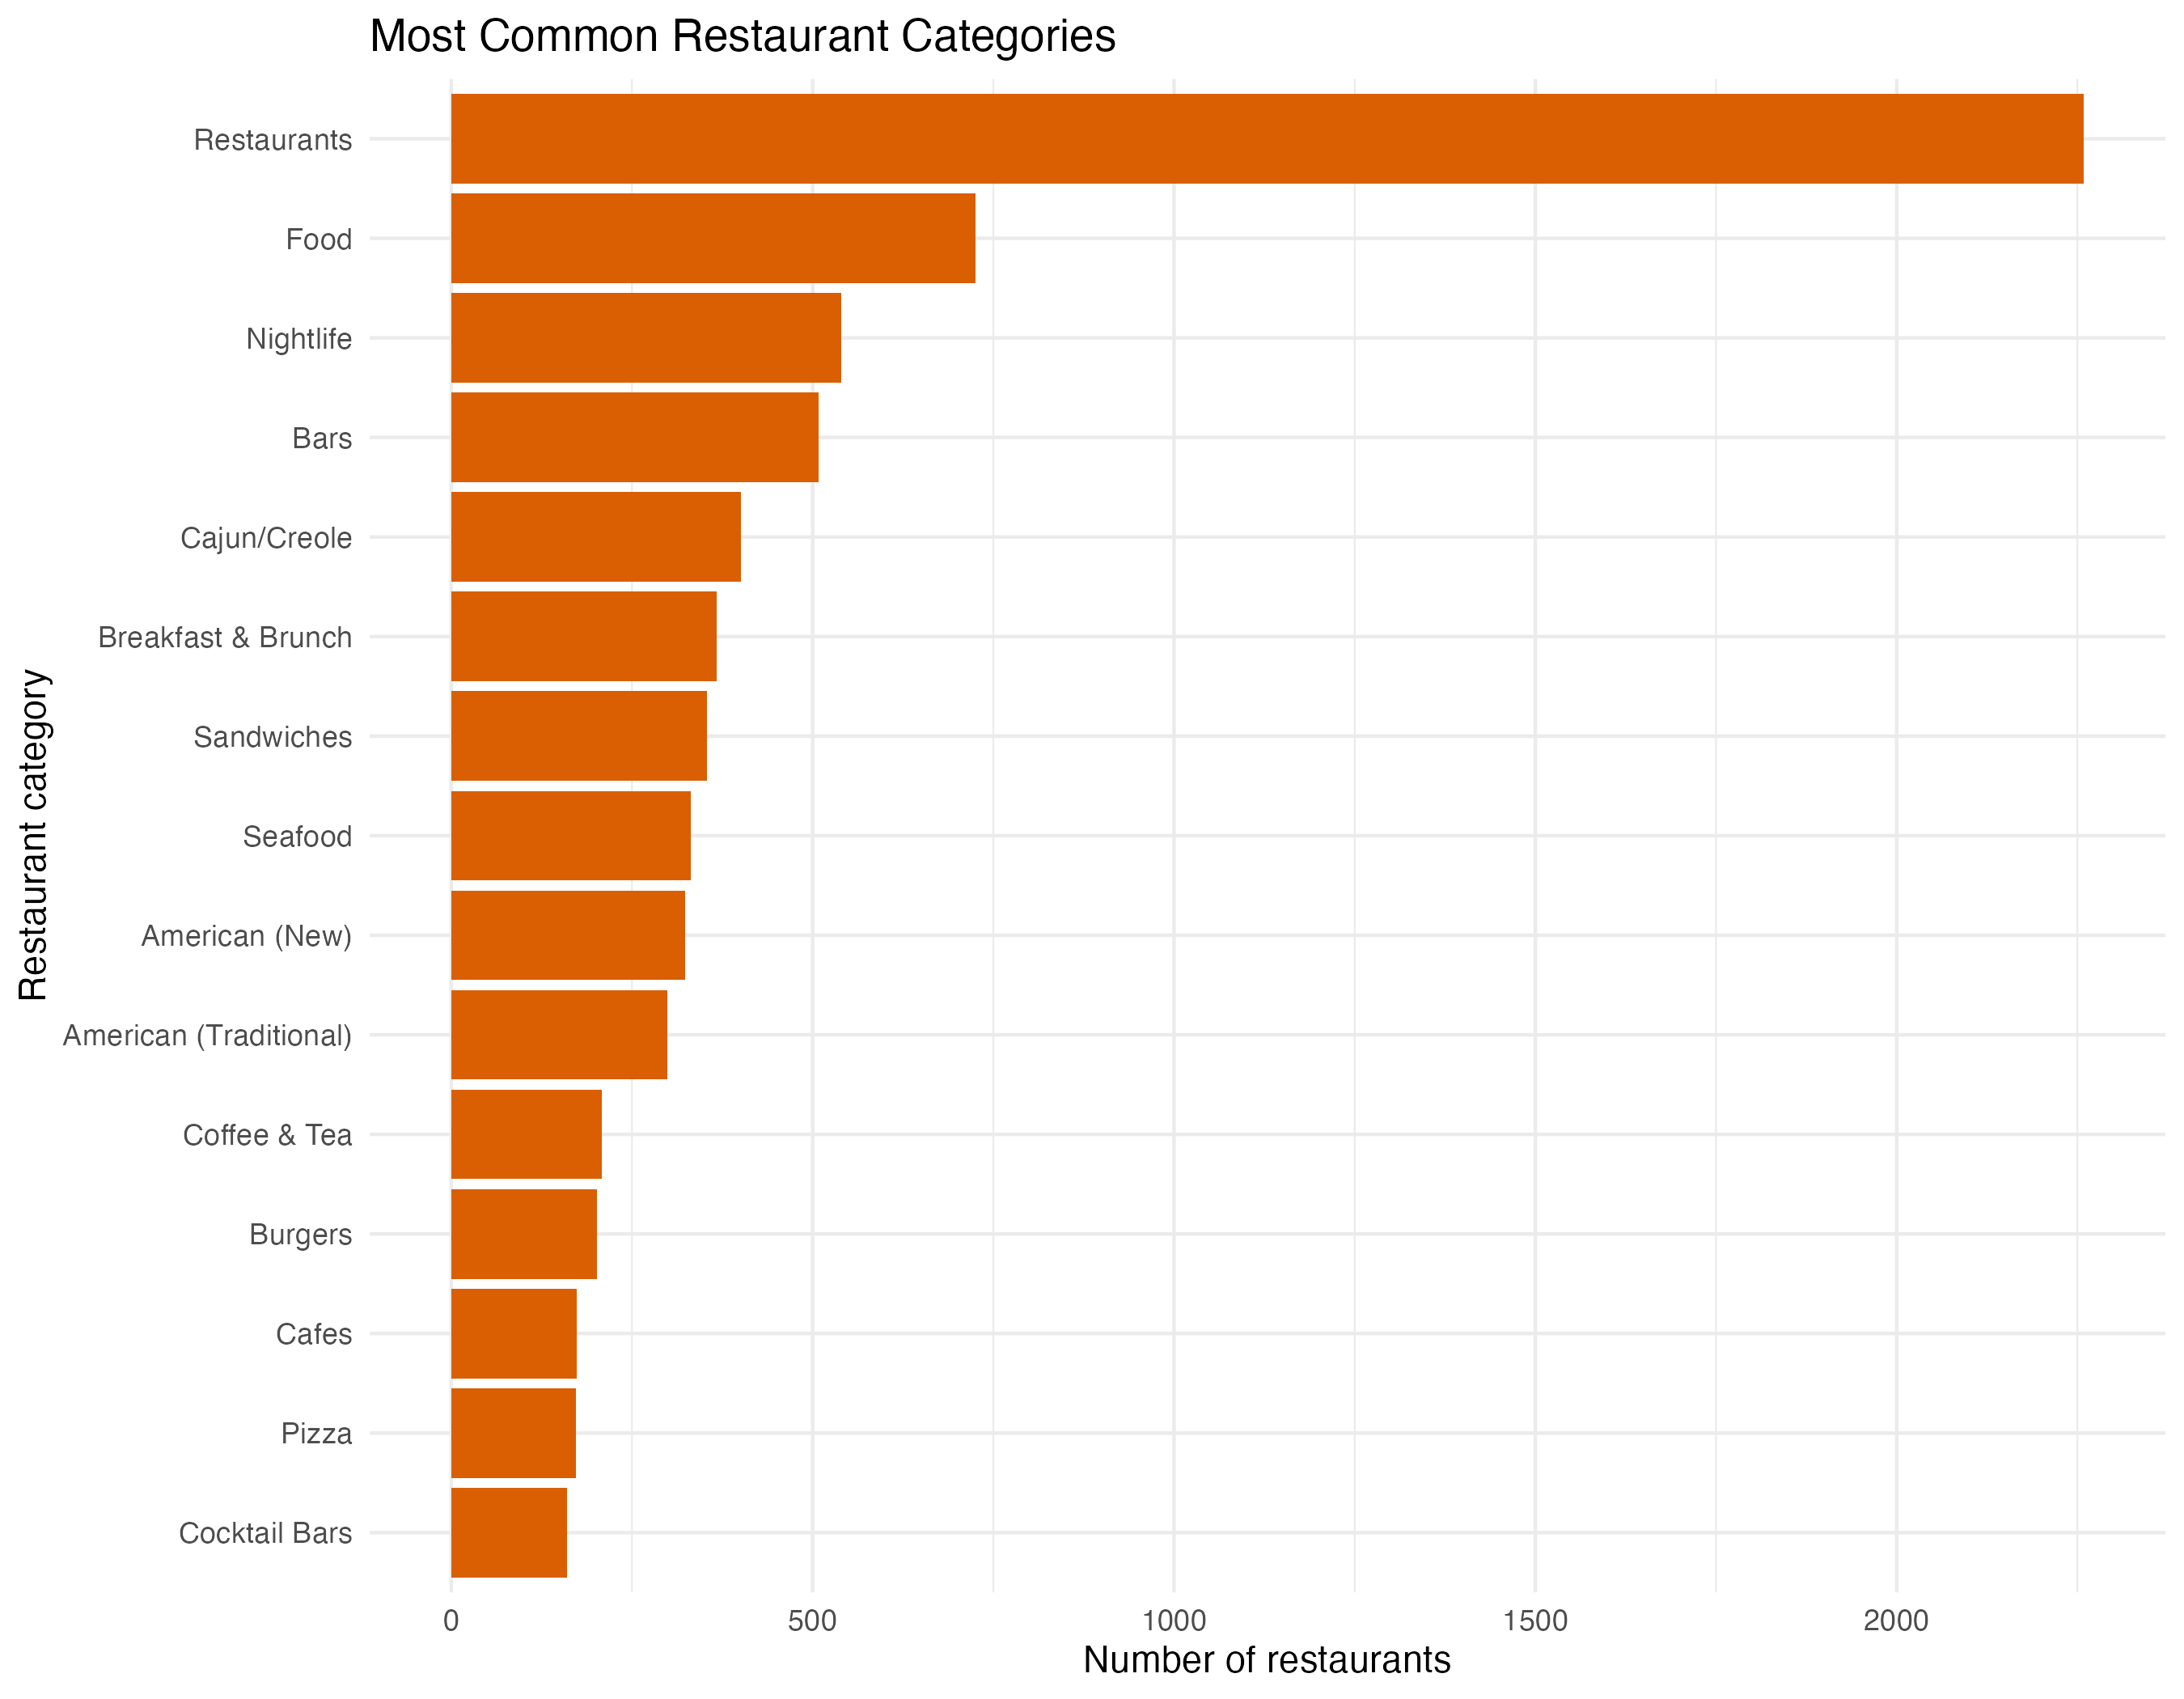 Most Common Restaurant Categories
Restaurant category
Restaurants
Food
Nightlife
Bars
Cajun/Creole
Breakfast & Brunch
Sandwiches
Seafood
American (New)
American (Traditional)
Coffee & Tea
Burgers
Cafes
Pizza
Cocktail Bars
0 500 1000 1500 2000
Number of restaurants